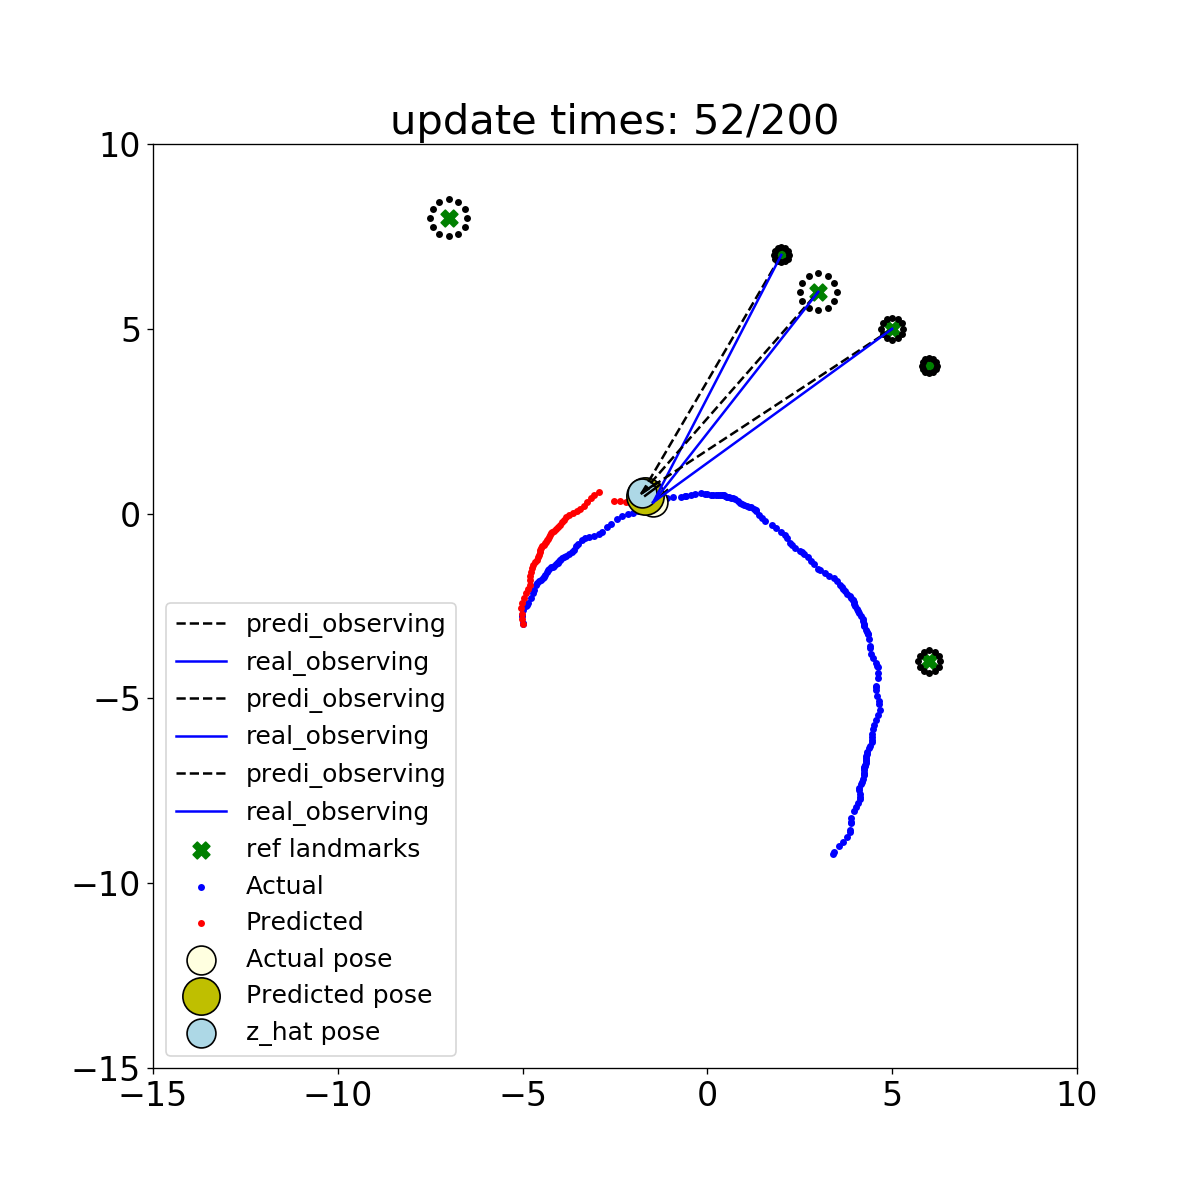 update times: 52/200
10
5
0
−5
−10
−15
−15
−10
−5
0
5
10
predi_observing
real_observing
predi_observing
real_observing
predi_observing
real_observing
ref landmarks
Actual
Predicted
Actual pose
Predicted pose
z_hat pose